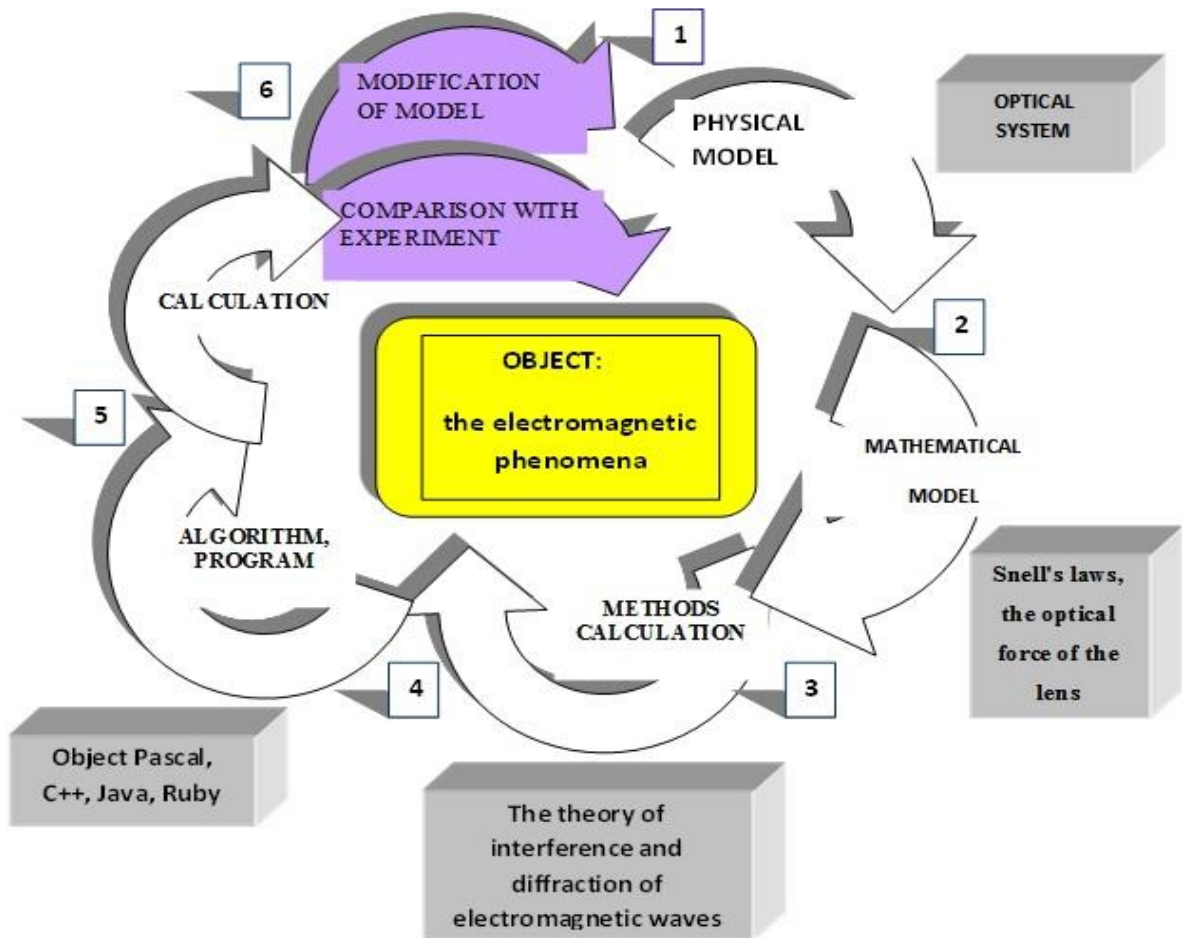 1
6
MODIFICATION
OF MODEL
PHYSICAL
MODEL
OPTICAL
SYSTEM
COMPARISON WITH
EXPERIMENT
CALCULATION
2
OBJECT:
the electromagnetic
phenomena
5
MATHEMATICAL
MODEL
ALGORITHM,
PROGRAM
METHODS
CALCULATION
Snell's laws,
the optical
force of the
lens
4
3
Object Pascal,
C++, Java, Ruby
The theory of
interference and
diffraction of
electromagnetic waves